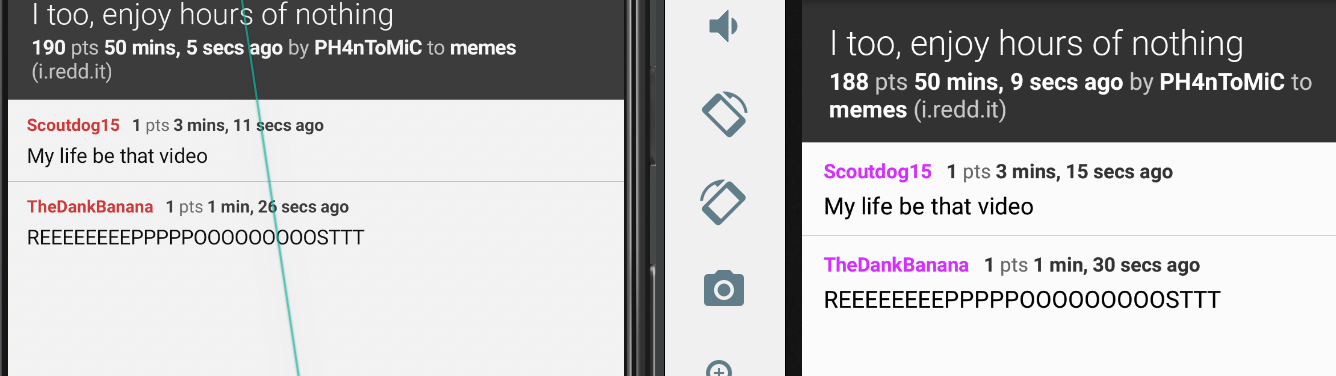 I too, enjoy hours of nothing
190 pts 50 mins, 5 secs ago by PH4nToMiC to memes
(i.redd.it)
Scoutdog15 1 pts 3 mins, 11 secs ago
My life be that video
TheDankBanana 1 pts 1 min, 26 secs ago
REEEEEEEEPPPPPOOOOOOOOOSTTT
I too, enjoy hours of nothing
188 pts 50 mins, 9 secs ago by PH4nToMiC to
memes (i.redd.it)
Scoutdog15 1 pts 3 mins, 15 secs ago
My life be that video
TheDankBanana 1 pts 1 min, 30 secs ago
REEEEEEEEPPPPPOOOOOOOOOSTTT